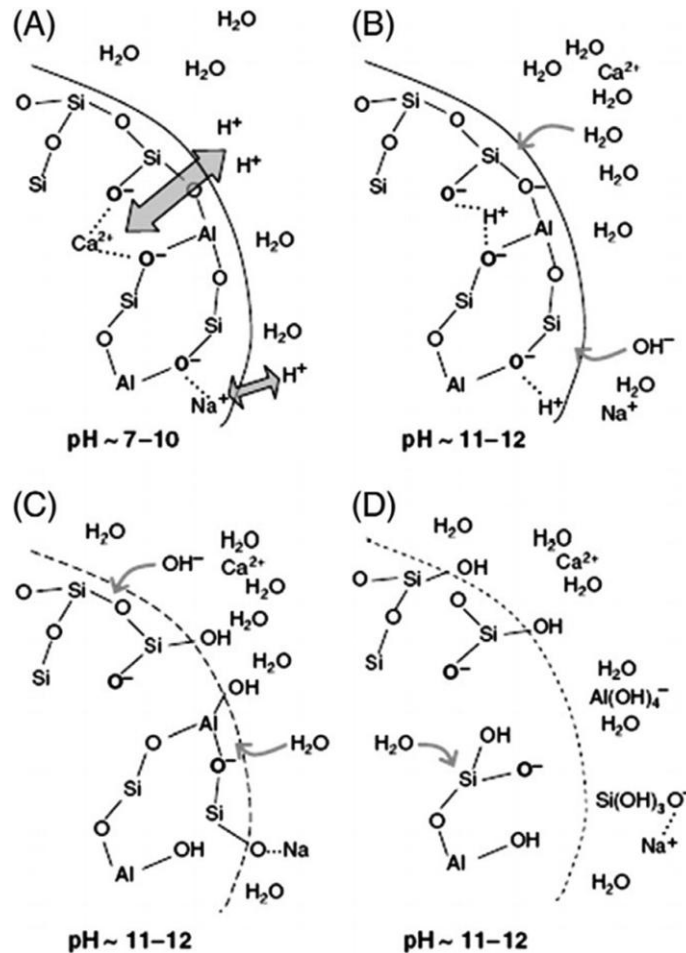 (A)
H₂O
H₂O
H₂O
O
Si
O
Si
O
Si
H⁺
H⁺
O⁻
O
Ca²⁺
O⁻
Al
H₂O
Si
O
O
Si
H₂O
Al
O⁻
Na⁺
H⁺
pH ~ 7–10
(B)
H₂O
H₂O
Ca²⁺
H₂O
O
Si
O
Si
H₂O
O
Si
O⁻
O⁻
H₂O
H⁺
O⁻
Al
H₂O
O
Si
O
Si
Al
O⁻
OH⁻
H⁺
H₂O
Na⁺
pH ~ 11–12
(C)
H₂O
H₂O
OH⁻
Ca²⁺
O
Si
O
H₂O
O
Si
OH
H₂O
Si
O⁻
OH
H₂O
O
Al
H₂O
Si
O⁻
O
Si
Al
OH
O
Na
H₂O
pH ~ 11–12
(D)
H₂O
H₂O
Ca²⁺
O
Si
OH
H₂O
O
O
Si
OH
Si
O⁻
H₂O
Al(OH)₄⁻
H₂O
OH
H₂O
Si
O⁻
O
Si(OH)₃O⁻
Al
OH
Na⁺
H₂O
pH ~ 11–12